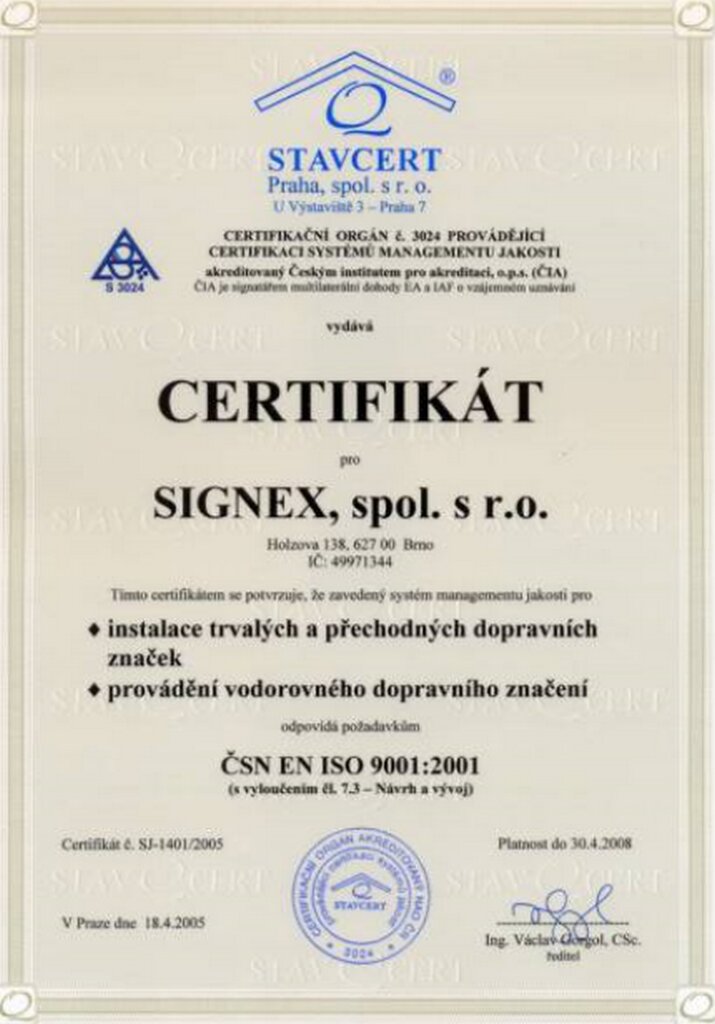 ®
STAVCERT
Praha, spol. s r. o.
U Výstaviště 3 – Praha 7
CERTIFIKAČNÍ ORGÁN č. 3024 PROVÁDĚJÍCÍ
CERTIFIKACI SYSTÉMŮ MANAGEMENTU JAKOSTI
akreditovaný Českým institutem pro akreditaci, o.p.s. (ČIA)
ČIA je signatářem multilaterální dohody EA a IAF o vzájemném uznávání
S 3024
vydává
CERTIFIKÁT
pro
SIGNEX, spol. s r.o.
Holzova 138, 627 00 Brno
IČ: 49971344
Tímto certifikátem se potvrzuje, že zavedený systém managementu jakosti pro
♦ instalace trvalých a přechodných dopravních
značek
♦ provádění vodorovného dopravního značení
odpovídá požadavkům
ČSN EN ISO 9001:2001
(s vyloučením čl. 7.3 – Návrh a vývoj)
Certifikát č. SJ-1401/2005
Platnost do 30.4.2008
CERTIFIKAČNÍ ORGÁN AKREDITOVANÝ
STAVCERT
3024
V Praze dne 18.4.2005
Ing. Václav Gorgol, CSc.
ředitel